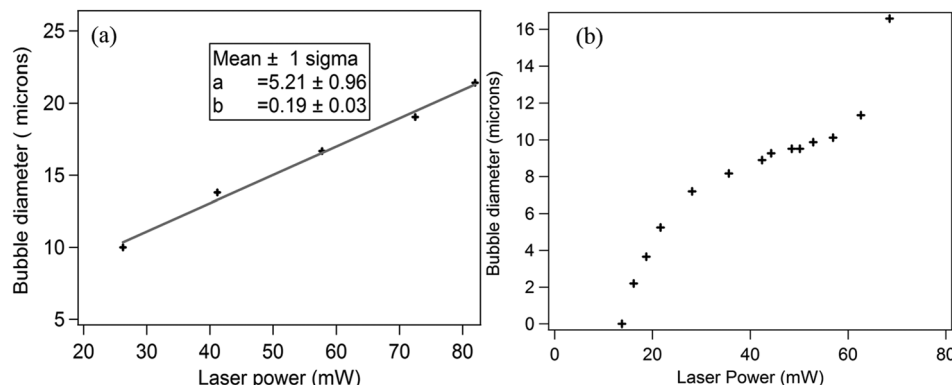 (a)
Mean ± 1 sigma
a =5.21 ± 0.96
b =0.19 ± 0.03
Bubble diameter ( microns)
25
20
15
10
5
20 30 40 50 60 70 80
Laser power (mW)
(b)
Bubble diameter (microns)
16
14
12
10
8
6
4
2
0
0 20 40 60 80
Laser Power (mW)